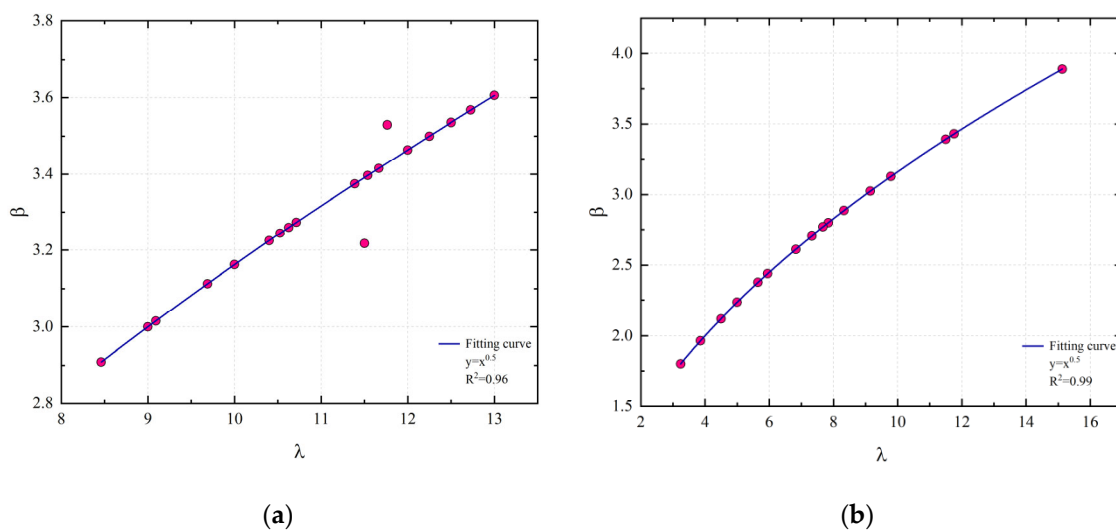 3.8
3.6
3.4
3.2
3.0
2.8
β
8
9
10
11
12
13
λ
Fitting curve
y=x^0.5
R²=0.96
(a)
4.0
3.5
3.0
2.5
2.0
1.5
β
2
4
6
8
10
12
14
16
λ
Fitting curve
y=x^0.5
R²=0.99
(b)